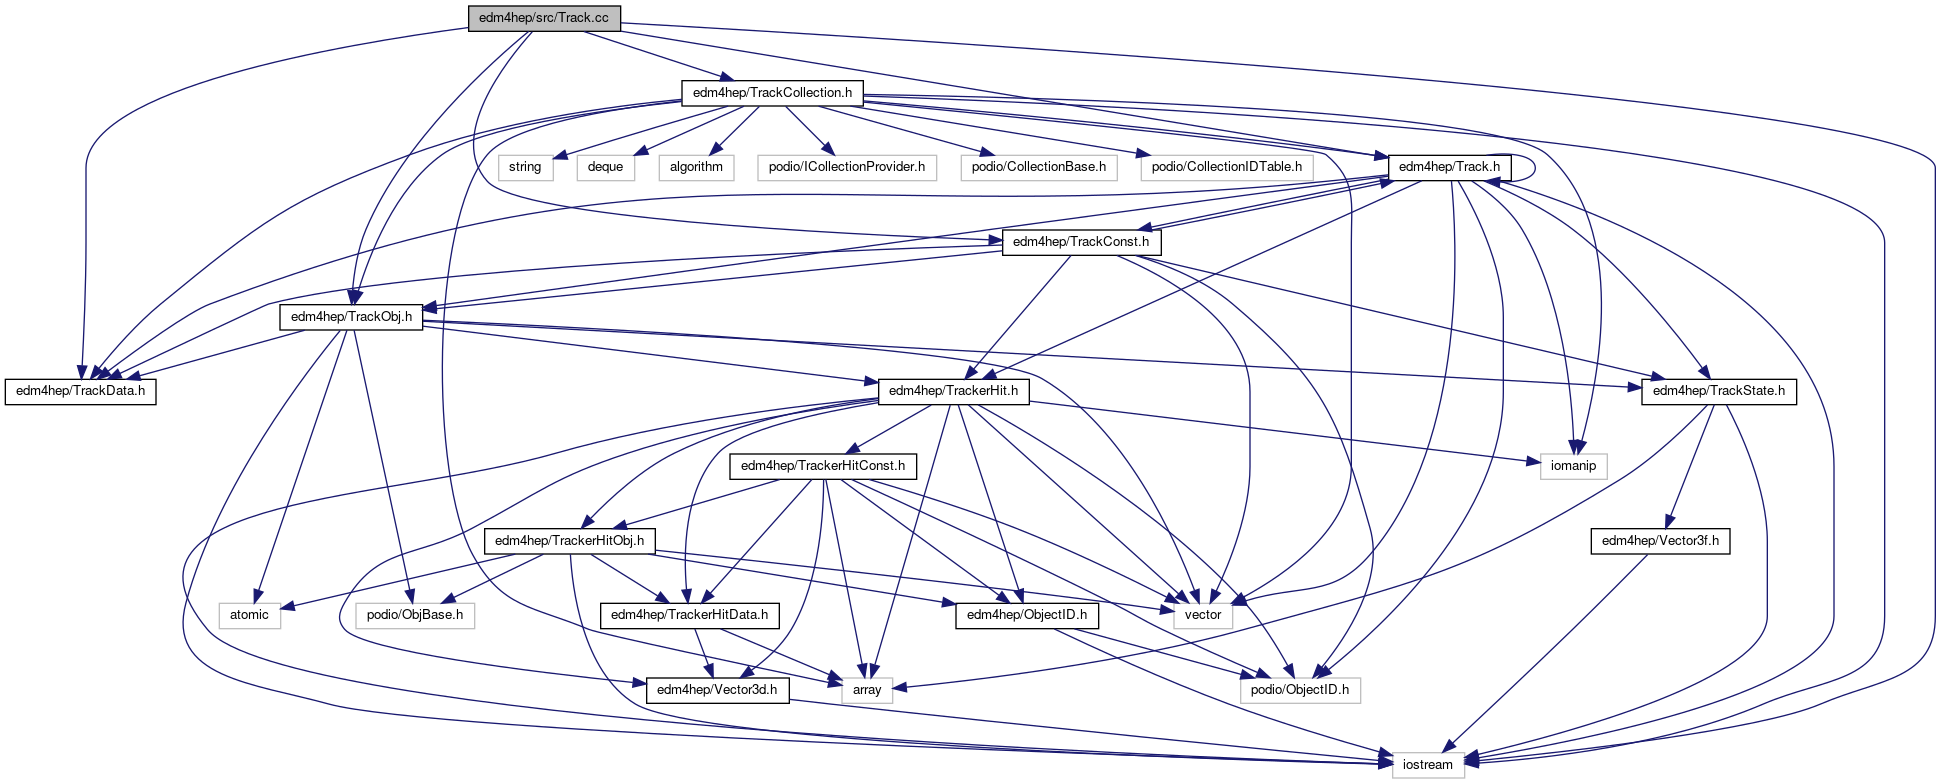 edm4hep/src/Track.cc
edm4hep/TrackCollection.h
string
deque
algorithm
podio/ICollectionProvider.h
podio/CollectionBase.h
podio/CollectionIDTable.h
edm4hep/Track.h
edm4hep/TrackConst.h
edm4hep/TrackObj.h
edm4hep/TrackData.h
edm4hep/TrackerHit.h
edm4hep/TrackState.h
edm4hep/TrackerHitConst.h
iomanip
edm4hep/TrackerHitObj.h
edm4hep/Vector3f.h
atomic
podio/ObjBase.h
edm4hep/TrackerHitData.h
edm4hep/ObjectID.h
vector
edm4hep/Vector3d.h
array
podio/ObjectID.h
iostream